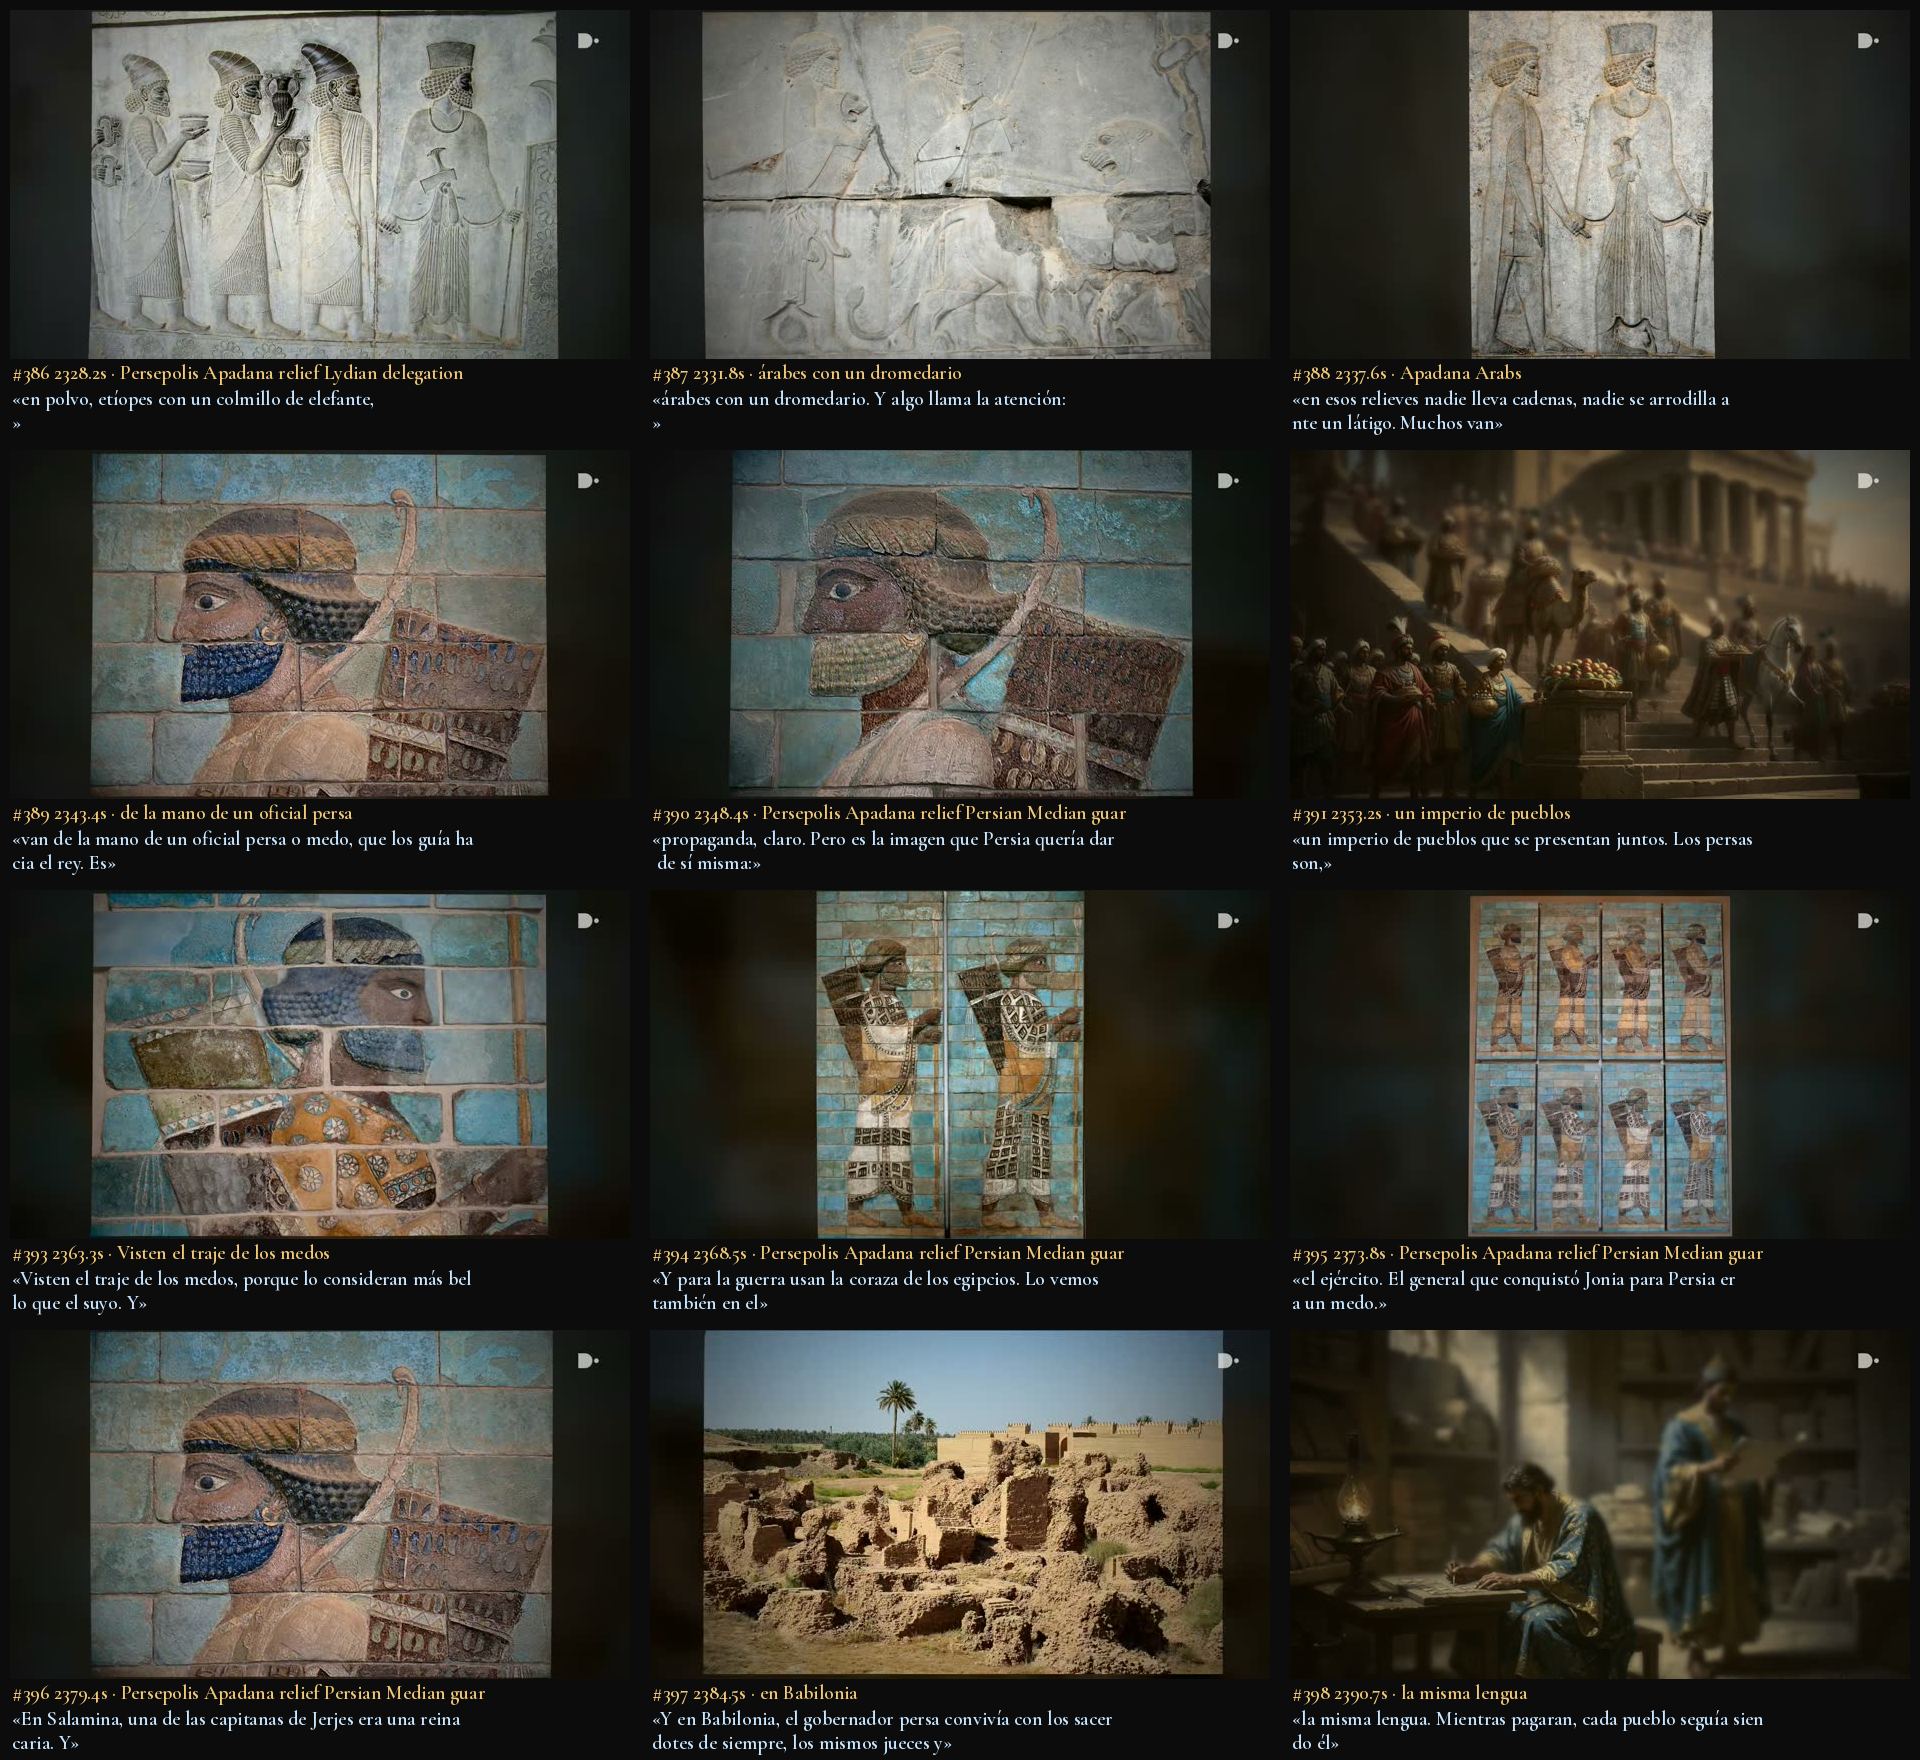 #386 2328.2s · Persepolis Apadana relief Lydian delegation
«en polvo, etíopes con un colmillo de elefante,
»
#387 2331.8s · árabes con un dromedario
«árabes con un dromedario. Y algo llama la atención:
»
#388 2337.6s · Apadana Arabs
«en esos relieves nadie lleva cadenas, nadie se arrodilla a
nte un látigo. Muchos van»
#389 2343.4s · de la mano de un oficial persa
«van de la mano de un oficial persa o medo, que los guía ha
cia el rey. Es»
#390 2348.4s · Persepolis Apadana relief Persian Median guar
«propaganda, claro. Pero es la imagen que Persia quería dar
de sí misma:»
#391 2353.2s · un imperio de pueblos
«un imperio de pueblos que se presentan juntos. Los persas
son,»
#393 2363.3s · Visten el traje de los medos
«Visten el traje de los medos, porque lo consideran más bel
lo que el suyo. Y»
#394 2368.5s · Persepolis Apadana relief Persian Median guar
«Y para la guerra usan la coraza de los egipcios. Lo vemos
también en el»
#395 2373.8s · Persepolis Apadana relief Persian Median guar
«el ejército. El general que conquistó Jonia para Persia er
a un medo.»
#396 2379.4s · Persepolis Apadana relief Persian Median guar
«En Salamina, una de las capitanas de Jerjes era una reina
caria. Y»
#397 2384.5s · en Babilonia
«Y en Babilonia, el gobernador persa convivía con los sacer
dotes de siempre, los mismos jueces y»
#398 2390.7s · la misma lengua
«la misma lengua. Mientras pagaran, cada pueblo seguía sien
do él»